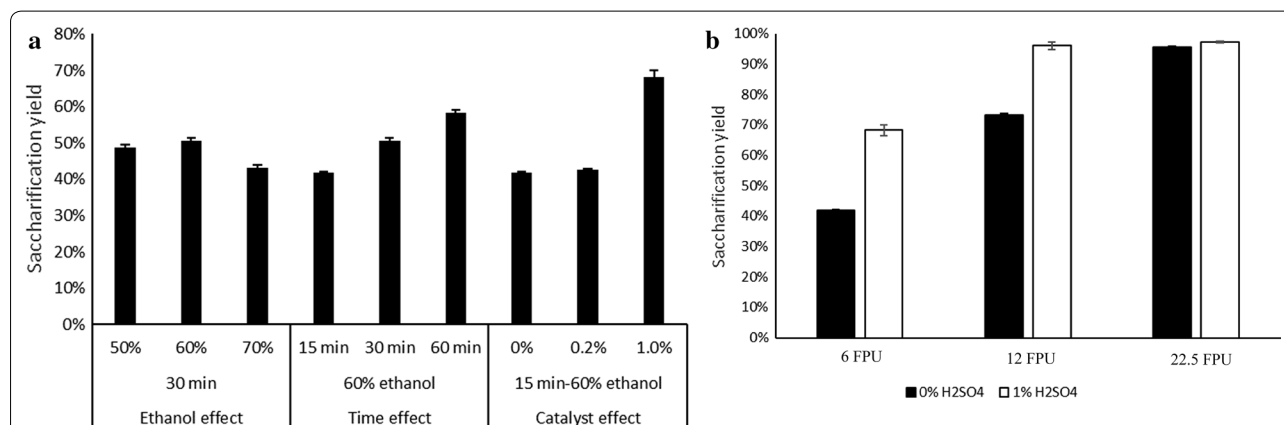 a
Saccharification yield
80%
70%
60%
50%
40%
30%
20%
10%
0%
50% 60% 70% 15 min 30 min 60 min 0% 0.2% 1.0%
30 min 60% ethanol 15 min-60% ethanol
Ethanol effect Time effect Catalyst effect
b
Saccharification yield
100%
90%
80%
70%
60%
50%
40%
30%
20%
10%
0%
6 FPU 12 FPU 22.5 FPU
0% H2SO4 1% H2SO4